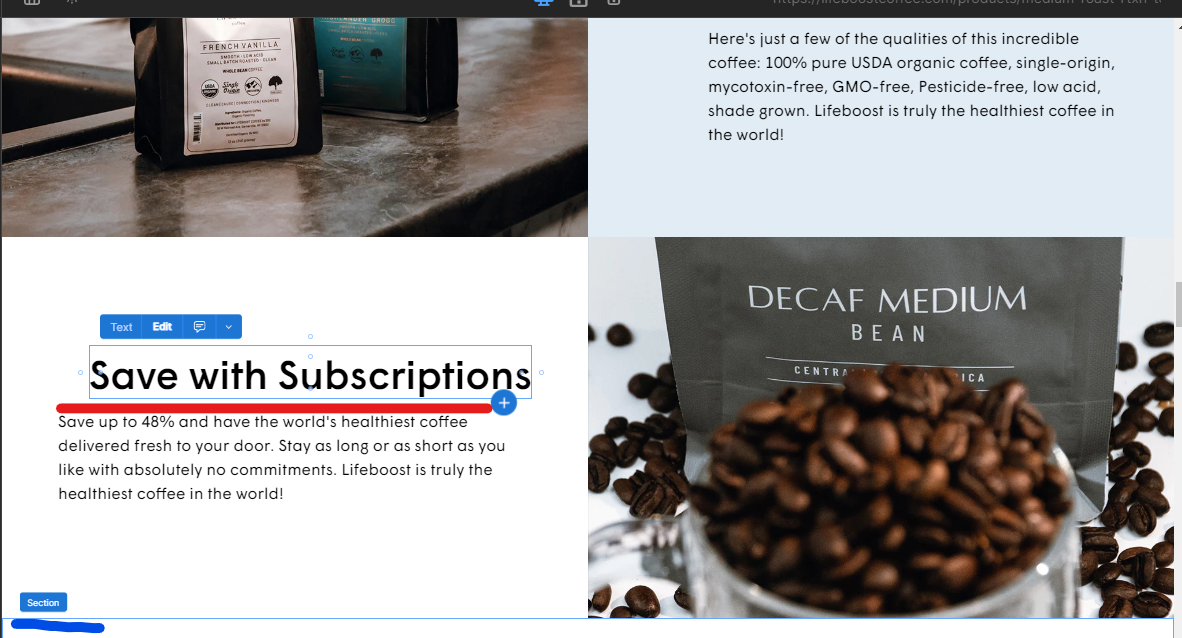 https://lifeboostcoffee.com/products/medium-roast-
FRENCH VANILLA
SMOOTH · LOW ACID
SMALL BATCH ROASTED · CLEAN
WHOLE BEAN COFFEE
Here's just a few of the qualities of this incredible
coffee: 100% pure USDA organic coffee, single-origin,
mycotoxin-free, GMO-free, Pesticide-free, low acid,
shade grown. Lifeboost is truly the healthiest coffee in
the world!
Text Edit
Save with Subscriptions
Save up to 48% and have the world's healthiest coffee
delivered fresh to your door. Stay as long or as short as you
like with absolutely no commitments. Lifeboost is truly the
healthiest coffee in the world!
DECAF MEDIUM
BEAN
Section